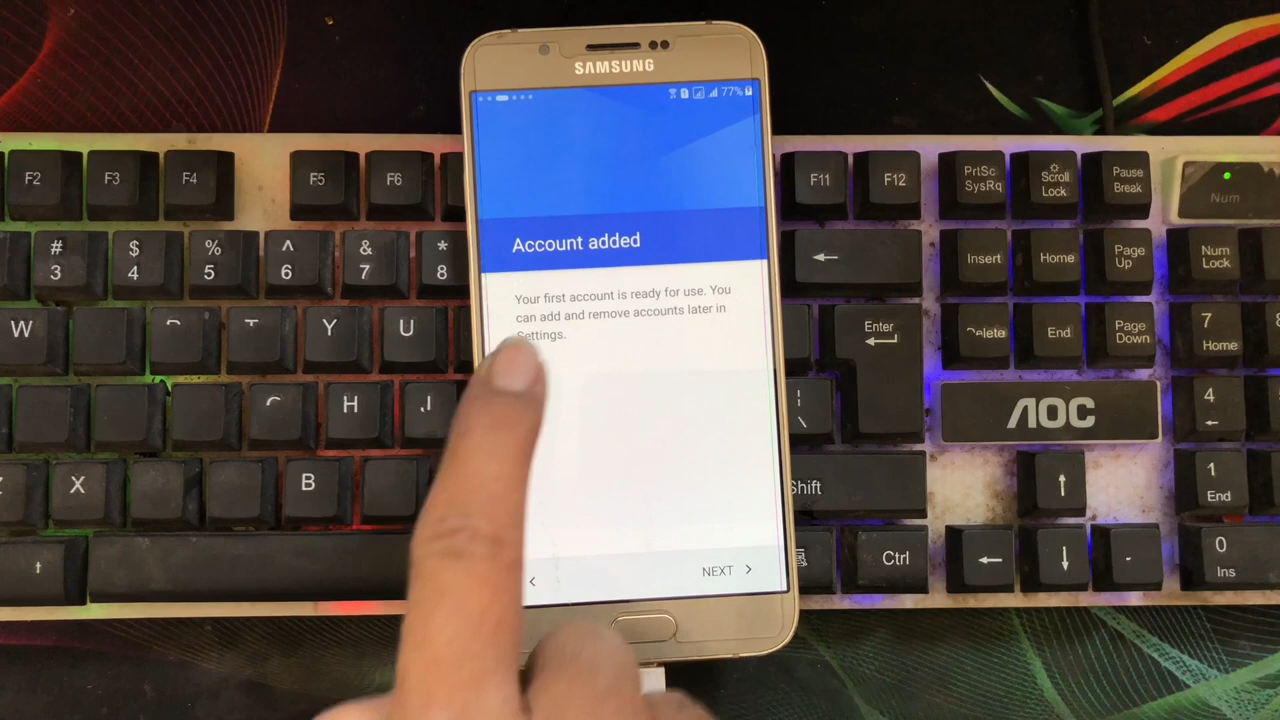 SAMSUNG
77%
Account added
Your first account is ready for use. You
can add and remove accounts later in
Settings.
NEXT
F2
F3
F4
F5
F6
F11
F12
PrtSc
SysRq
Scroll
Lock
Pause
Break
Num
#
3
$
4
%
5
^
6
&
7
*
8
Insert
Home
Page
Up
Num
Lock
W
Y
U
Enter
Delete
End
Page
Down
7
Home
H
J
|
\
AOC
4
X
B
Shift
1
End
Ctrl
0
Ins